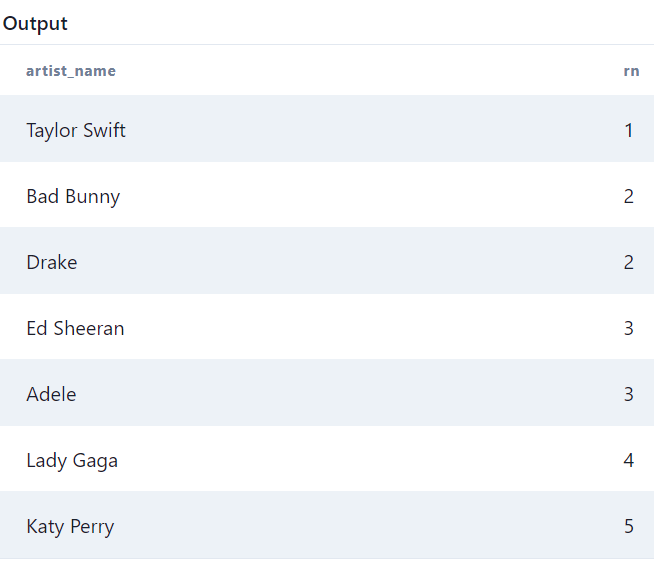 Output
artist_name rn
Taylor Swift 1
Bad Bunny 2
Drake 2
Ed Sheeran 3
Adele 3
Lady Gaga 4
Katy Perry 5